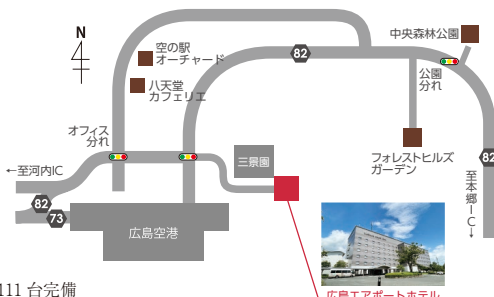 N
中央森林公園
空の駅
オーチャード
82
八天堂
カフェリエ
公園
分れ
オフィス
分れ
三景園
フォレストヒルズ
ガーデン
82
←至河内IC
至本郷IC→
82
73
広島空港
111 台完備
広島エアポートホテル